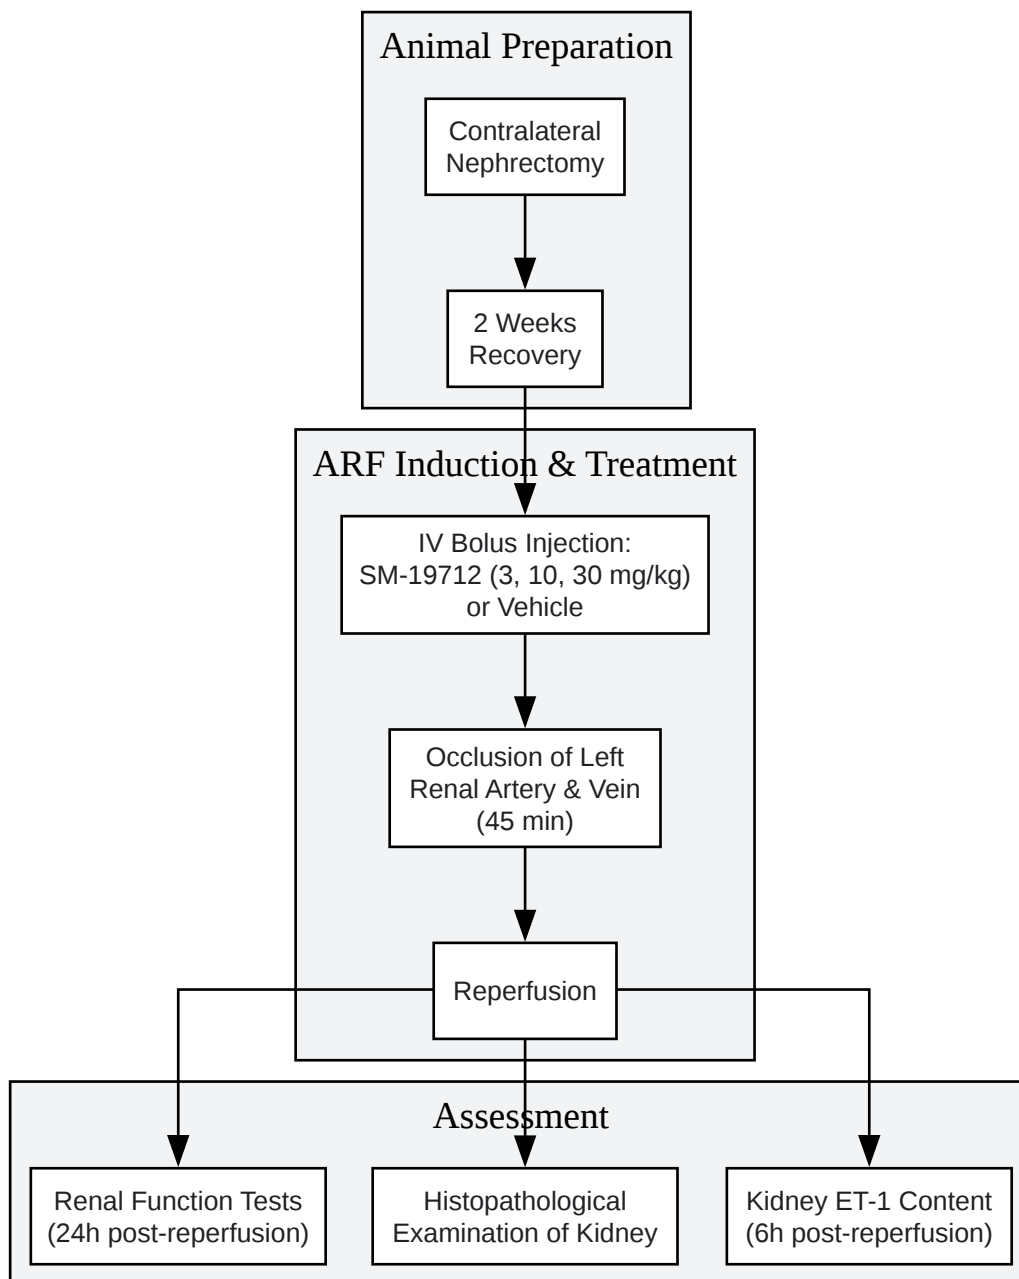 Animal Preparation
Contralateral
Nephrectomy
2 Weeks
Recovery
ARF Induction & Treatment
IV Bolus Injection:
SM-19712 (3, 10, 30 mg/kg)
or Vehicle
Occlusion of Left
Renal Artery & Vein
(45 min)
Reperfusion
Assessment
Renal Function Tests
(24h post-reperfusion)
Histopathological
Examination of Kidney
Kidney ET-1 Content
(6h post-reperfusion)